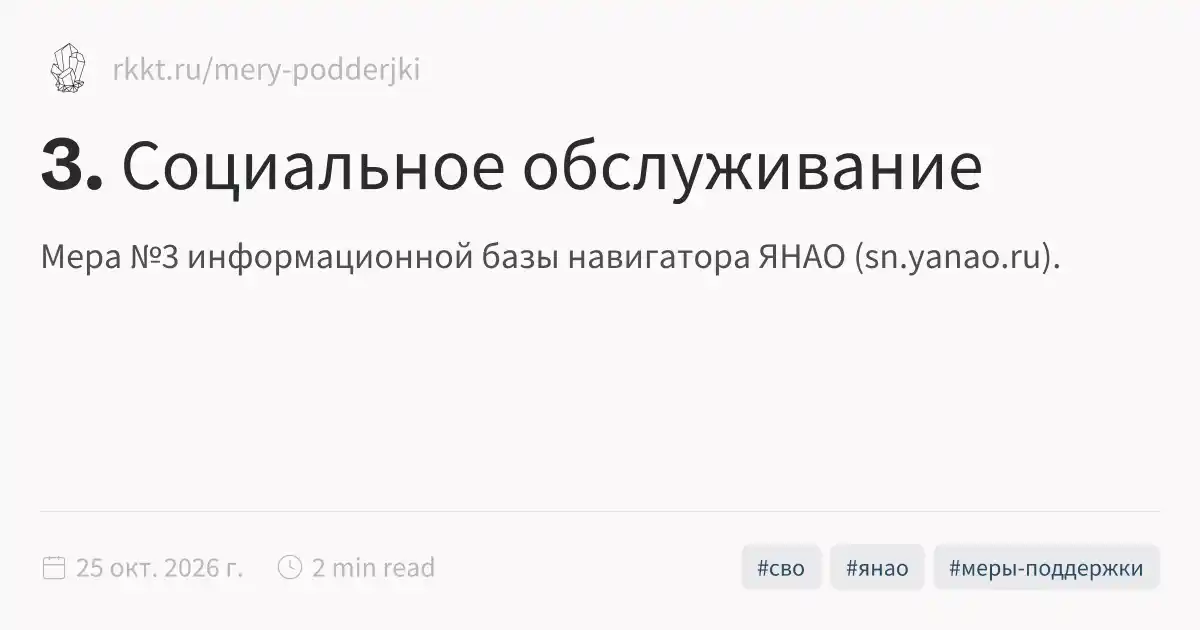 rkkt.ru/mery-podderjki
3. Социальное обслуживание
Мера №3 информационной базы навигатора ЯНАО (sn.yanao.ru).
25 окт. 2026 г. 2 min read #сво #янао #меры-поддержки